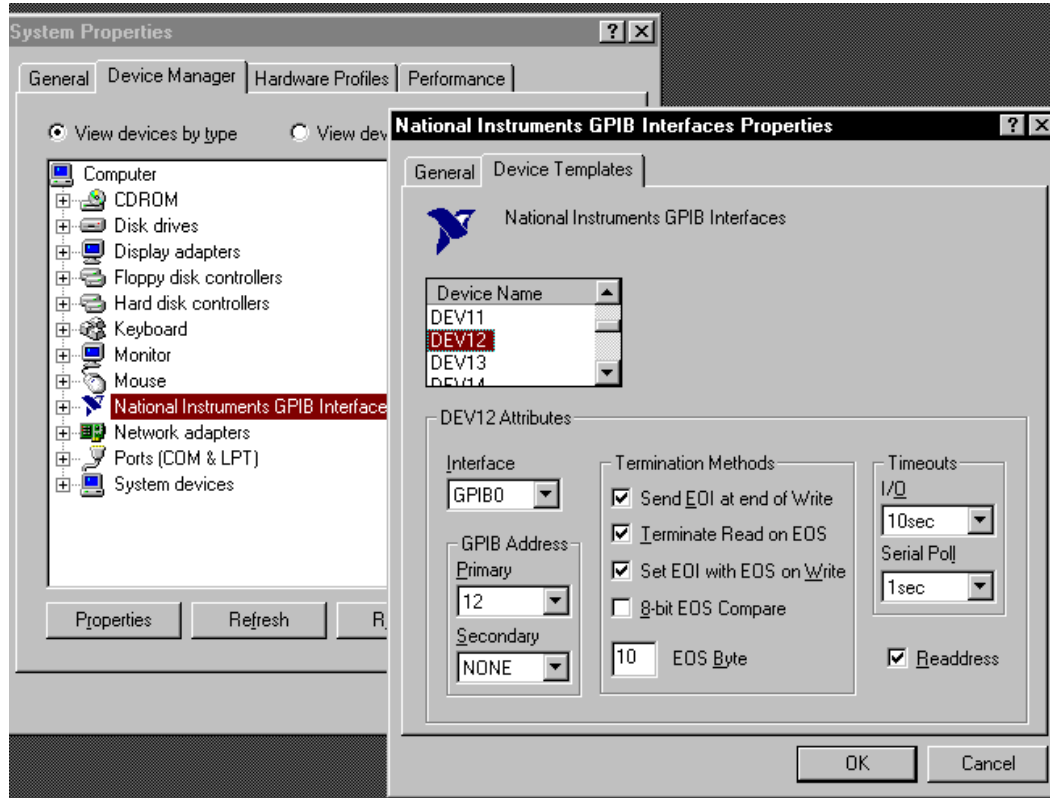 System Properties
General Device Manager Hardware Profiles Performance
View devices by type View dev
Computer
CDROM
Disk drives
Display adapters
Floppy disk controllers
Hard disk controllers
Keyboard
Monitor
Mouse
National Instruments GPIB Interface
Network adapters
Ports (COM & LPT)
System devices
Properties Refresh R
National Instruments GPIB Interfaces Properties
General Device Templates
National Instruments GPIB Interfaces
Device Name
DEV11
DEV12
DEV13
DEV14
DEV12 Attributes
Interface
GPIB0
GPIB Address
Primary
12
Secondary
NONE
Termination Methods
Send EOI at end of Write
Terminate Read on EOS
Set EOI with EOS on Write
8-bit EOS Compare
10 EOS Byte
Timeouts
I/O
10sec
Serial Poll
1sec
Readdress
OK Cancel